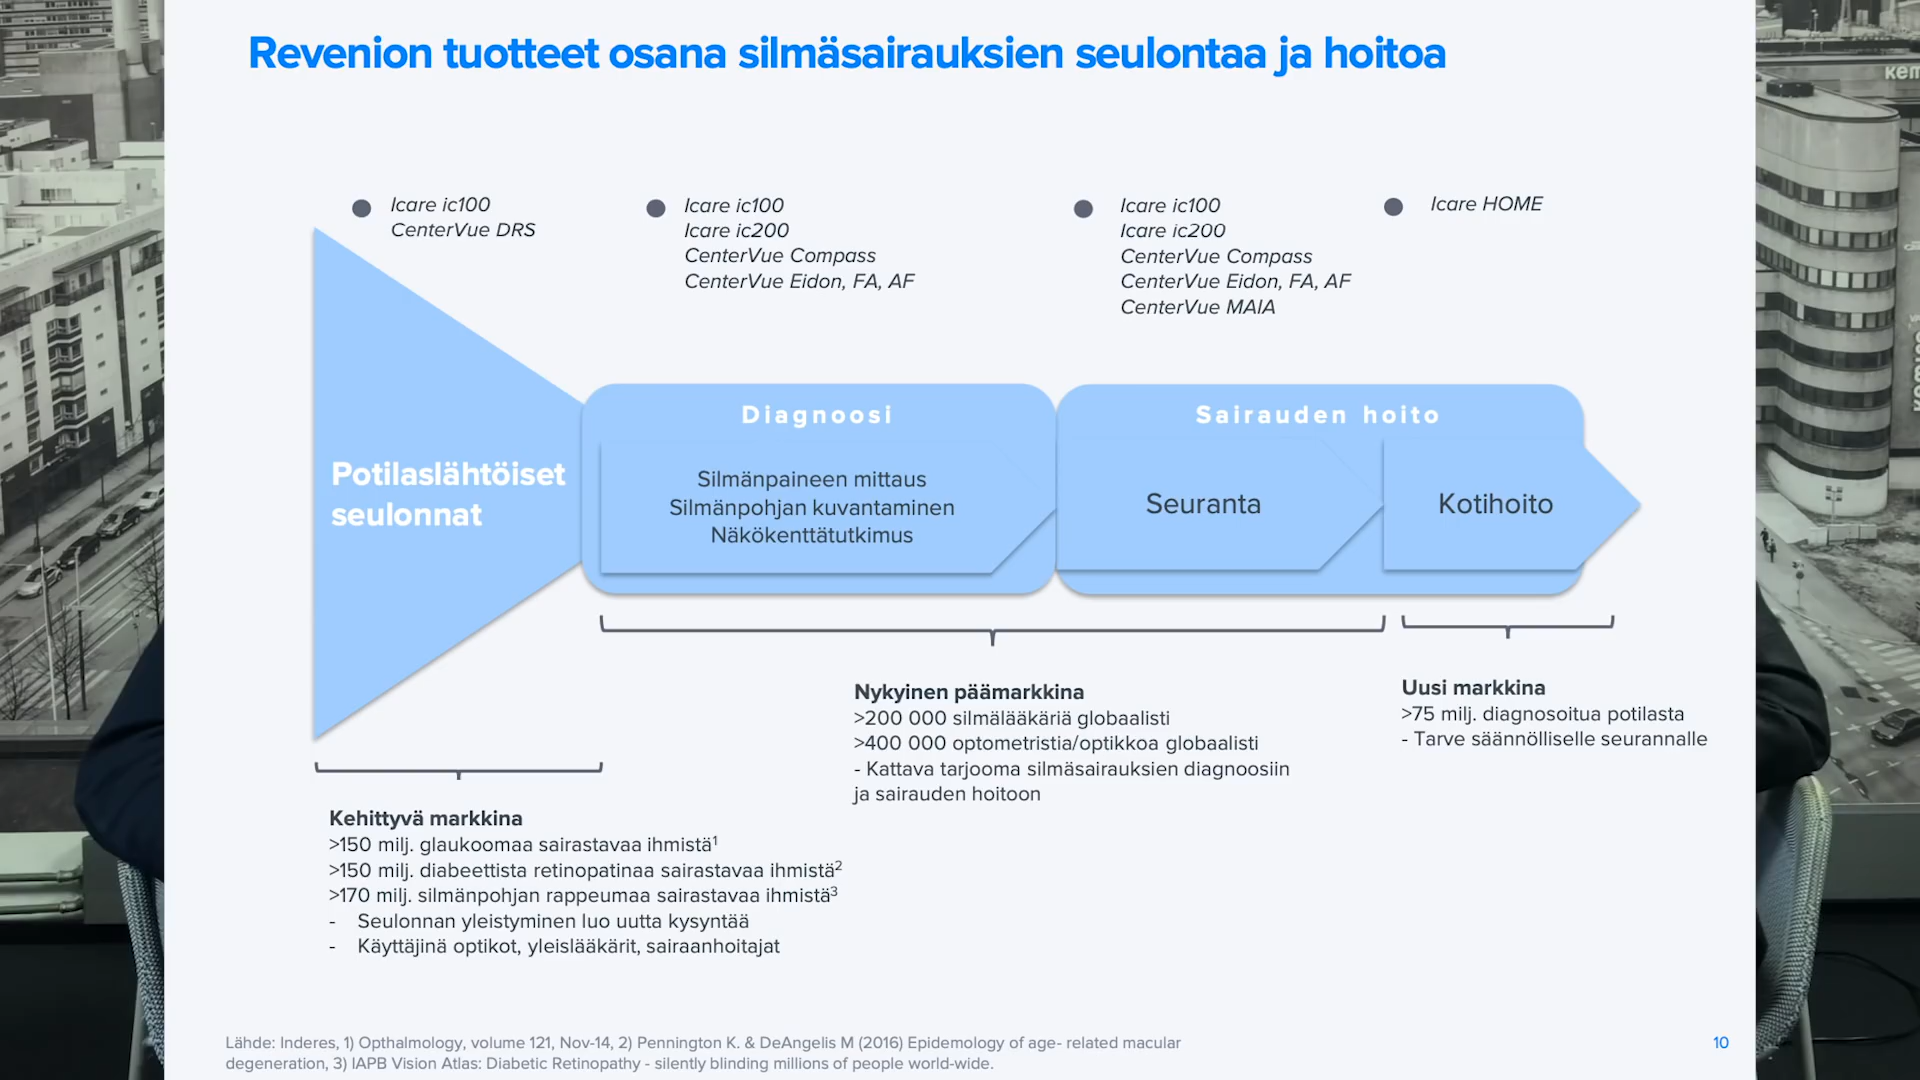 Revenion tuotteet osana silmäsairauksien seulontaa ja hoitoa
Icare ic100
CenterVue DRS
Icare ic100
Icare ic200
CenterVue Compass
CenterVue Eidon, FA, AF
Icare ic100
Icare ic200
CenterVue Compass
CenterVue Eidon, FA, AF
CenterVue MAIA
Icare HOME
Potilaslähtöiset
seulonnat
Diagnoosi
Silmänpaineen mittaus
Silmänpohjan kuvantaminen
Näkökenttätutkimus
Sairauden hoito
Seuranta
Kotihoito
Kehittyvä markkina
>150 milj. glaukoomaa sairastavaa ihmistä¹
>150 milj. diabeettista retinopatinaa sairastavaa ihmistä²
>170 milj. silmänpohjan rappeumaa sairastavaa ihmistä³
- Seulonnan yleistyminen luo uutta kysyntää
- Käyttäjinä optikot, yleislääkärit, sairaanhoitajat
Nykyinen päämarkkina
>200 000 silmälääkäriä globaalisti
>400 000 optometristia/optikkoa globaalisti
- Kattava tarjooma silmäsairauksien diagnoosiin
ja sairauden hoitoon
Uusi markkina
>75 milj. diagnosoitua potilasta
- Tarve säännölliselle seurannalle
Lähde: Inderes, 1) Opthalmology, volume 121, Nov-14, 2) Pennington K. & DeAngelis M (2016) Epidemology of age- related macular
degeneration, 3) IAPB Vision Atlas: Diabetic Retinopathy - silently blinding millions of people world-wide.
10